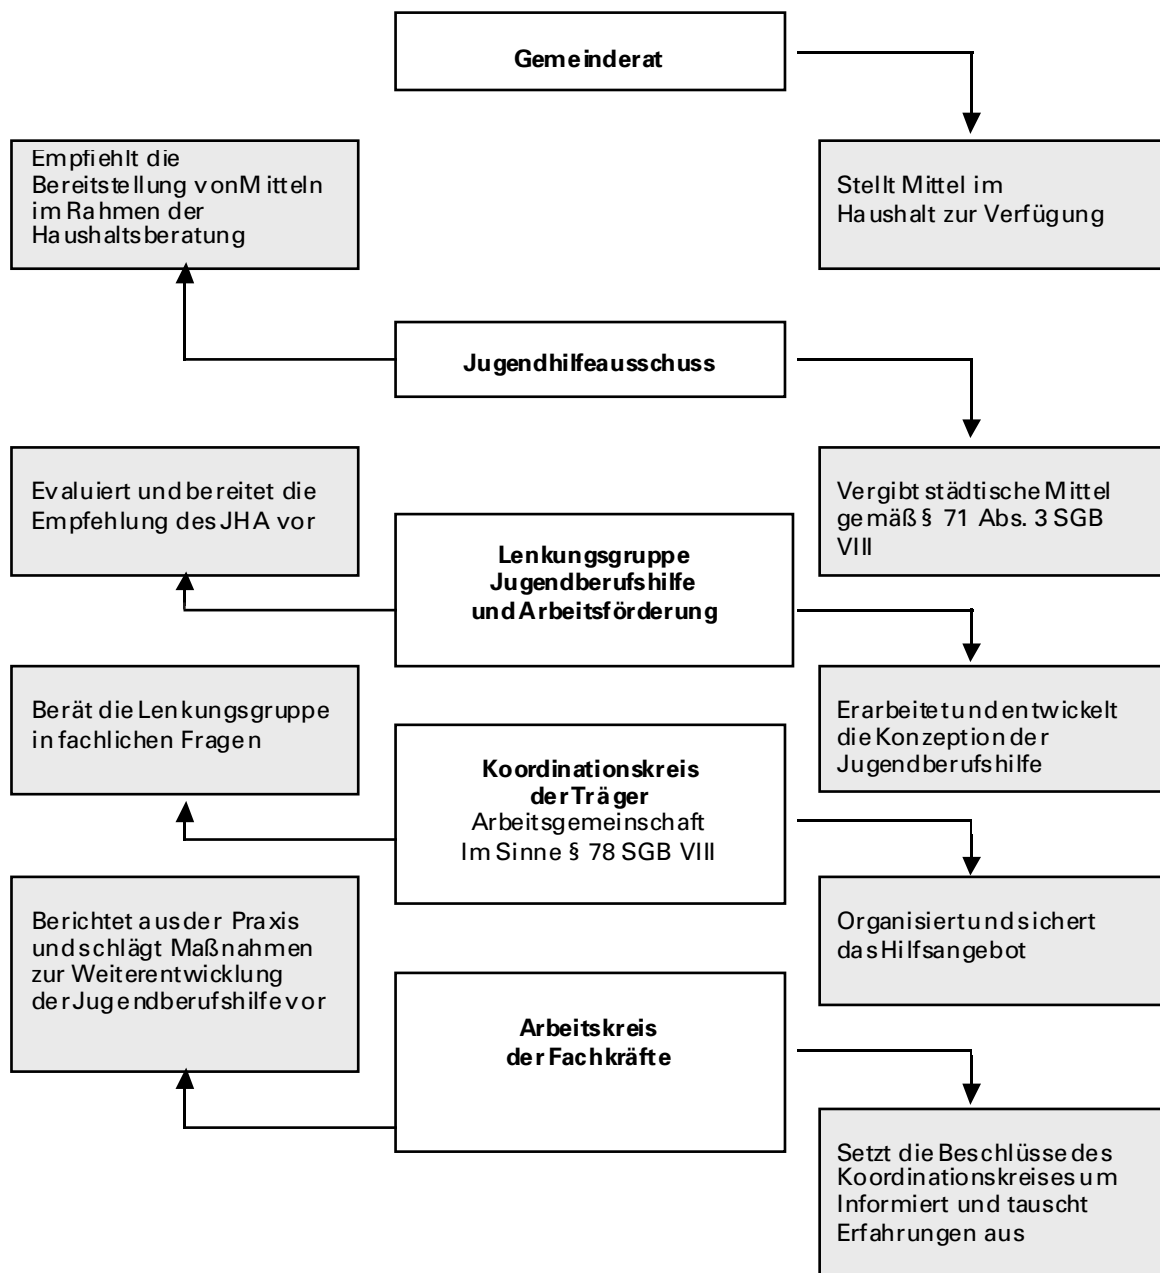 Gemeinderat
Empfiehlt die
Bereitstellung von Mitteln
im Rahmen der
Haushaltsberatung
Stellt Mittel im
Haushalt zur Verfügung
Jugendhilfeausschuss
Evaluiert und bereitet die
Empfehlung des JHA vor
Vergibt städtische Mittel
gemäß § 71 Abs. 3 SGB
VIII
Lenkungsgruppe
Jugendberufshilfe
und Arbeitsförderung
Berät die Lenkungsgruppe
in fachlichen Fragen
Erarbeitet und entwickelt
die Konzeption der
Jugendberufshilfe
Koordinationskreis
der Träger
Arbeitsgemeinschaft
Im Sinne § 78 SGB VIII
Berichtet aus der Praxis
und schlägt Maßnahmen
zur Weiterentwicklung
der Jugendberufshilfe vor
Organisiert und sichert
das Hilfsangebot
Arbeitskreis
der Fachkräfte
Setzt die Beschlüsse des
Koordinationskreises um
Informiert und tauscht
Erfahrungen aus